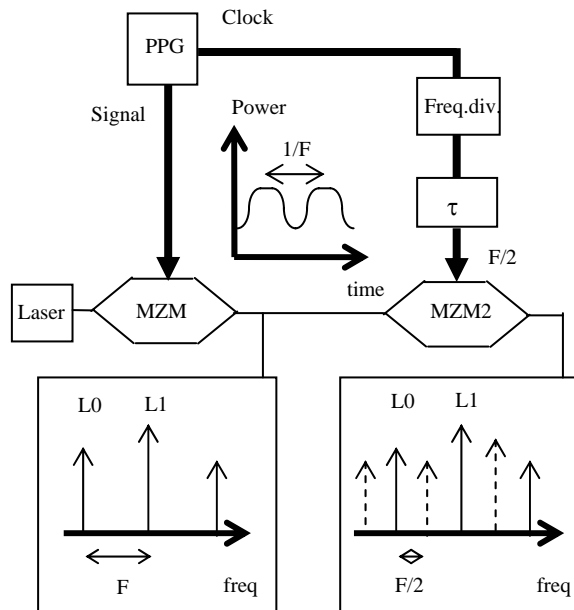 Clock
PPG
Signal
Power
Freq.div.
1/F
τ
F/2
time
Laser
MZM
MZM2
L0 L1
F
freq
L0 L1
F/2
freq